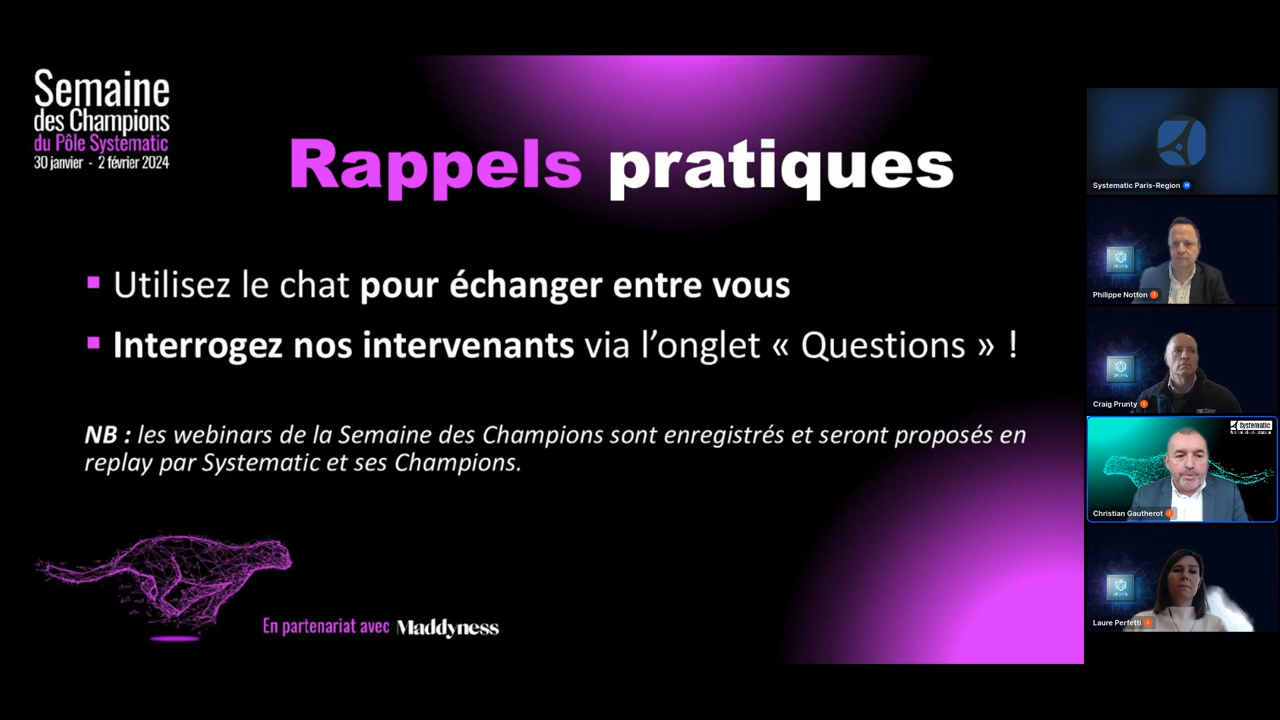 Semaine
des Champions
du Pôle Systematic
30 janvier - 2 février 2024
Rappels pratiques
▪ Utilisez le chat pour échanger entre vous
▪ Interrogez nos intervenants via l’onglet « Questions » !
NB : les webinars de la Semaine des Champions sont enregistrés et seront proposés en
replay par Systematic et ses Champions.
En partenariat avec Maddyness
Systematic Paris-Region
Philippe Notton
Craig Prunty
Systematic
Christian Gautherot
Laure Perfetti